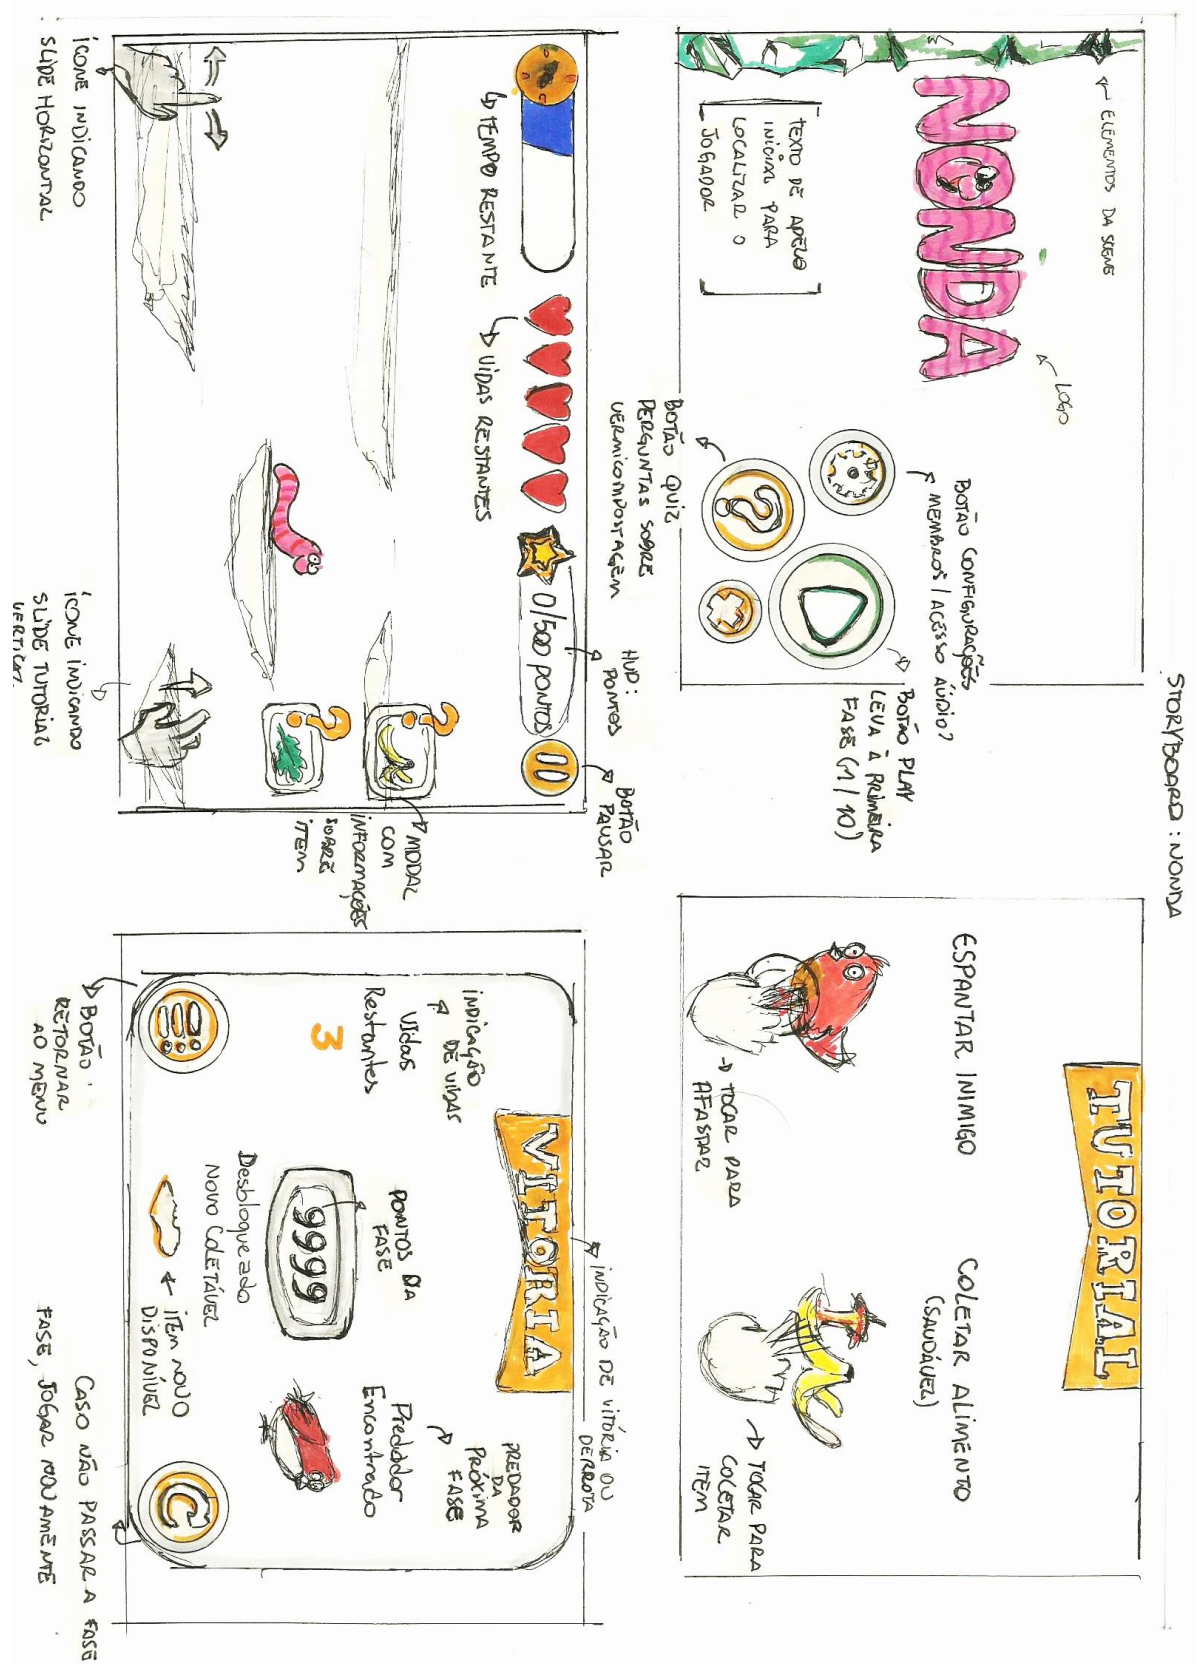 STORYBOARD : NONDA
ELEMENTOS DA SCENE
NONDA
LOGO
TEXTO DE APELO
INICIAL PARA
LOCALIZAR O
JOGADOR
BOTÃO CONFIGURAÇÕES
MEMBROS / ACESSO ÁUDIO?
BOTÃO QUIZ
PERGUNTAS SOBRE
VERMICOMPOSTAGEM
BOTÃO PLAY
LEVA À PRIMEIRA
FASE (1/10)
TUTORIAL
ESPANTAR INIMIGO
TOCAR PARA
AFASTAR
COLETAR ALIMENTO
(SAUDÁVEL)
TOCAR PARA
COLETAR
ITEM
TEMPO RESTANTE
VIDAS RESTANTES
0/500 PONTOS
HUD:
PONTOS
BOTÃO
PAUSAR
MODAL
COM
INFORMAÇÕES
SOBRE
ITEM
ÍCONE INDICANDO
SLIDE HORIZONTAL
ÍCONE INDICANDO
SLIDE TUTORIAL
VERTICAL
VITORIA
INDICAÇÃO DE VITÓRIA OU
DERROTA
INDICAÇÃO
DE VIDAS
Vidas
Restantes
3
PONTOS DA
FASE
9999
PREDADOR
DA
PRÓXIMA
FASE
Predador
Encontrado
Desbloqueado
NOVO COLETÁVEL
ITEM NOVO
DISPONÍVEL
BOTÃO:
RETORNAR
AO MENU
CASO NÃO PASSAR A FASE
FASE, JOGAR NOVAMENTE